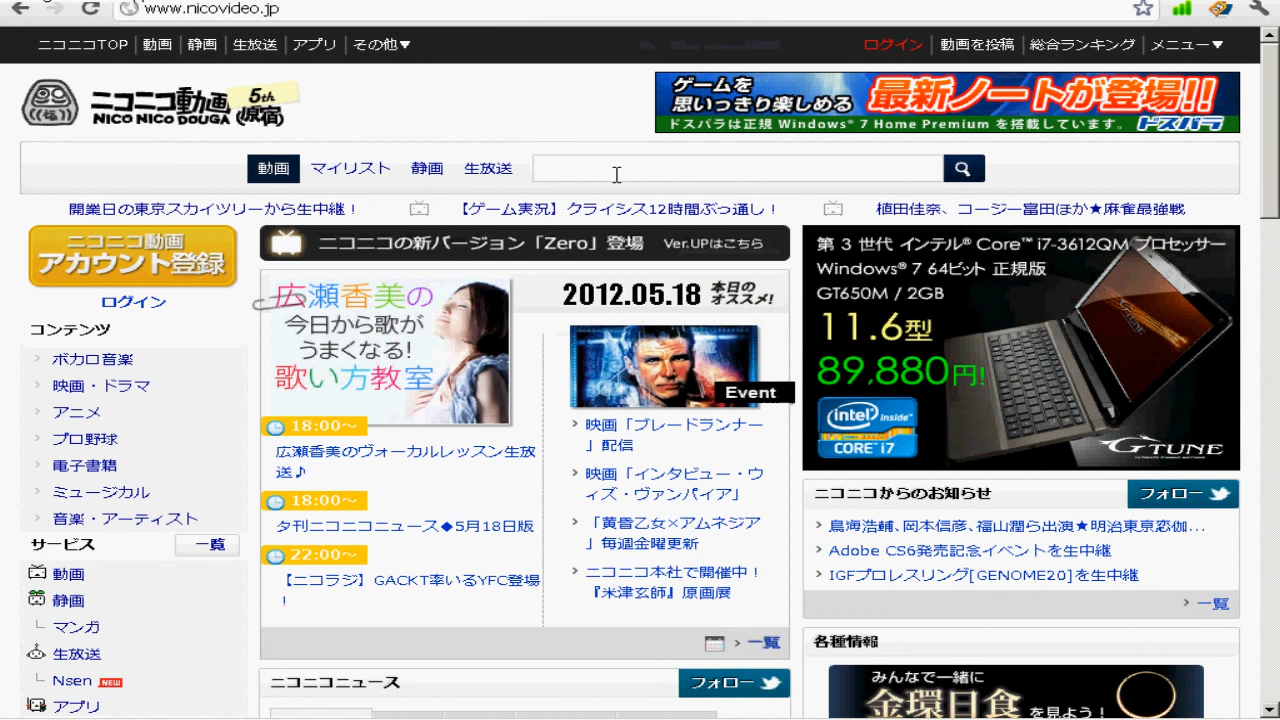 www.nicovideo.jp
ニコニコTOP 動画 静画 生放送 アプリ その他▼
ログイン 動画を投稿 総合ランキング メニュー▼
ニコニコ動画 5th
NICO NICO DOUGA (原宿)
ゲームを
思いっきり楽しめる
最新ノートが登場!!
ドスパラは正規 Windows® 7 Home Premium を搭載しています。 ドスパラ
動画 マイリスト 静画 生放送
開業日の東京スカイツリーから生中継！
【ゲーム実況】クライシス12時間ぶっ通し！
植田佳奈、コージー冨田ほか★麻雀最強戦
ニコニコ動画
アカウント登録
ログイン
コンテンツ
ボカロ音楽
映画・ドラマ
アニメ
プロ野球
電子書籍
ミュージカル
音楽・アーティスト
サービス 一覧
動画
静画
マンガ
生放送
Nsen NEW
アプリ
ニコニコの新バージョン「Zero」登場 Ver.UPはこちら
広瀬香美の
今日から歌が
うまくなる!
歌い方教室
18:00～
広瀬香美のヴォーカルレッスン生放
送♪
18:00～
夕刊ニコニコニュース◆5月18日版
22:00～
【ニコラジ】GACKT率いるYFC登場
！
2012.05.18 本日の
オススメ!
Event
映画「ブレードランナー
」配信
映画「インタビュー・ウ
ィズ・ヴァンパイア」
「黄昏乙女×アムネジア
」毎週金曜更新
ニコニコ本社で開催中！
『米津玄師』原画展
一覧
ニコニコニュース フォロー
第 3 世代 インテル® Core™ i7-3612QM プロセッサー
Windows® 7 64ビット 正規版
GT650M / 2GB
11.6型
89,880円!
intel inside™
CORE™i7
G-TUNE
ニコニコからのお知らせ フォロー
鳥海浩輔、岡本信彦、福山潤ら出演★明治東亰恋伽...
Adobe CS6発売記念イベントを生中継
IGFプロレスリング[GENOME20]を生中継
一覧
各種情報
みんなで一緒に
金環日食
を見よう！